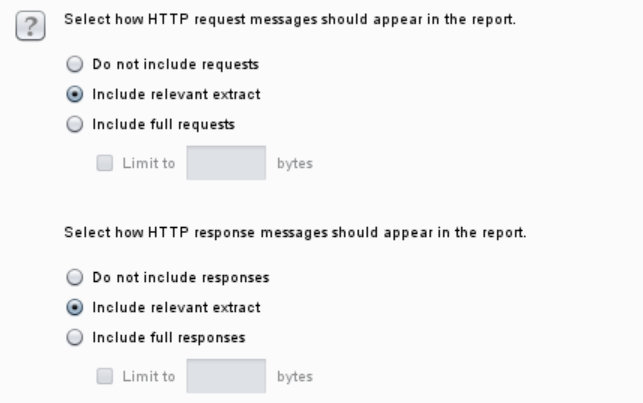 ? Select how HTTP request messages should appear in the report.
Do not include requests
Include relevant extract
Include full requests
Limit to bytes
Select how HTTP response messages should appear in the report.
Do not include responses
Include relevant extract
Include full responses
Limit to bytes